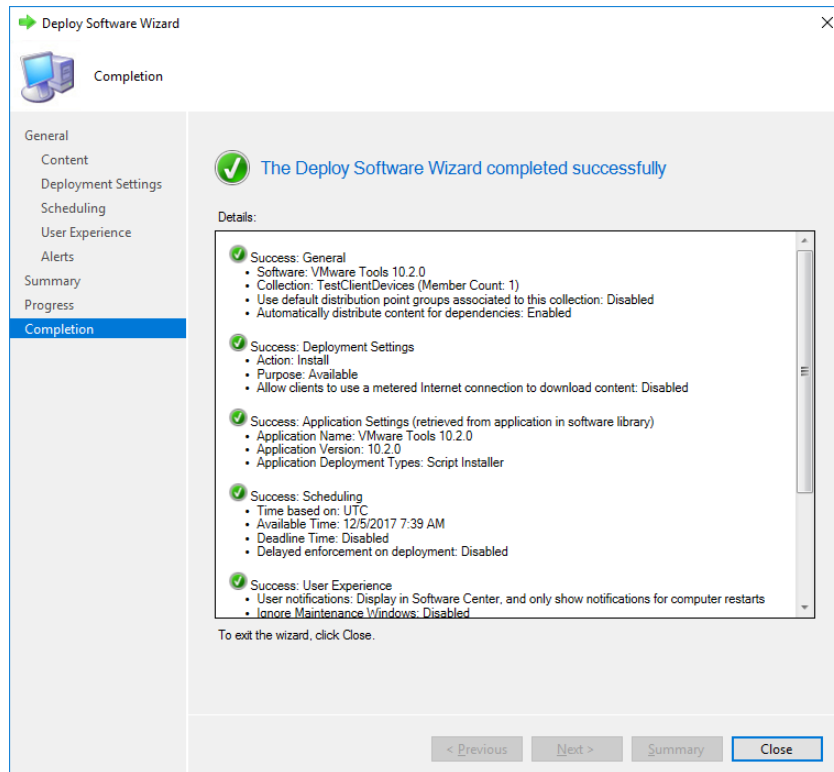 Deploy Software Wizard
Completion
General
Content
Deployment Settings
Scheduling
User Experience
Alerts
Summary
Progress
Completion
The Deploy Software Wizard completed successfully
Details:
Success: General
• Software: VMware Tools 10.2.0
• Collection: TestClientDevices (Member Count: 1)
• Use default distribution point groups associated to this collection: Disabled
• Automatically distribute content for dependencies: Enabled
Success: Deployment Settings
• Action: Install
• Purpose: Available
• Allow clients to use a metered Internet connection to download content: Disabled
Success: Application Settings (retrieved from application in software library)
• Application Name: VMware Tools 10.2.0
• Application Version: 10.2.0
• Application Deployment Types: Script Installer
Success: Scheduling
• Time based on: UTC
• Available Time: 12/5/2017 7:39 AM
• Deadline Time: Disabled
• Delayed enforcement on deployment: Disabled
Success: User Experience
• User notifications: Display in Software Center, and only show notifications for computer restarts
• Ignore Maintenance Windows: Disabled
To exit the wizard, click Close.
< Previous Next > Summary Close